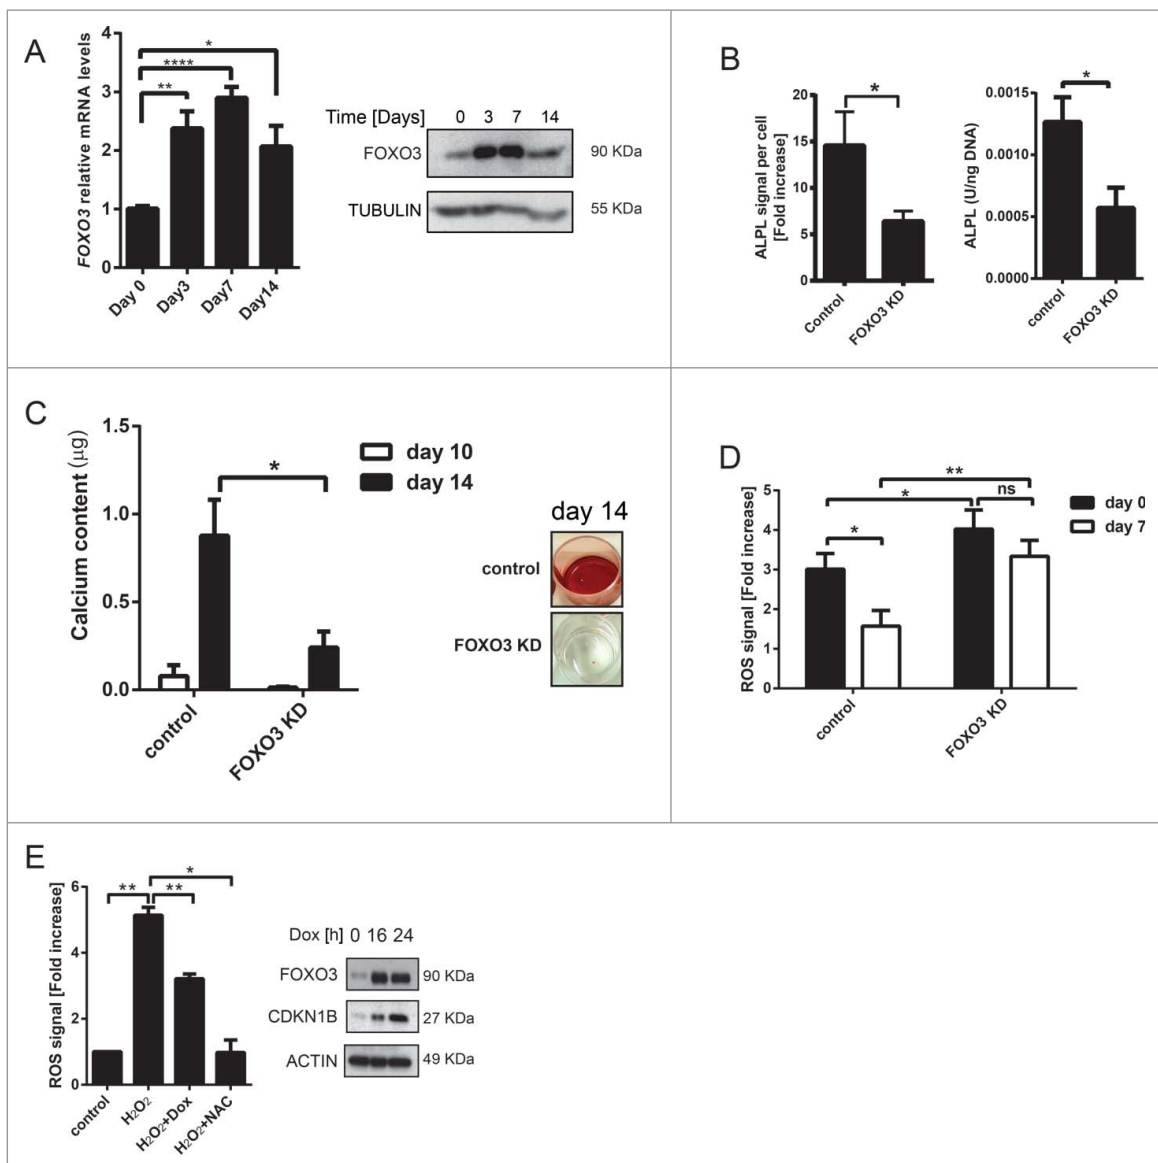 A
FOXO3 relative mRNA levels
4
3
2
1
0
*
****
**
Day 0
Day3
Day7
Day14
Time [Days] 0 3 7 14
FOXO3 90 KDa
TUBULIN 55 KDa
B
ALPL signal per cell
[Fold increase]
20
15
10
5
0
*
Control
FOXO3 KD
ALPL (U/ng DNA)
0.0015
0.0010
0.0005
0.0000
*
control
FOXO3 KD
C
Calcium content (µg)
1.5
1.0
0.5
0.0
*
day 10
day 14
control
FOXO3 KD
day 14
control
FOXO3 KD
D
ROS signal [Fold increase]
5
4
3
2
1
0
**
*
ns
*
day 0
day 7
control
FOXO3 KD
E
ROS signal [Fold increase]
6
4
2
0
*
** **
control
H₂O₂
H₂O₂+Dox
H₂O₂+NAC
Dox [h] 0 16 24
FOXO3 90 KDa
CDKN1B 27 KDa
ACTIN 49 KDa